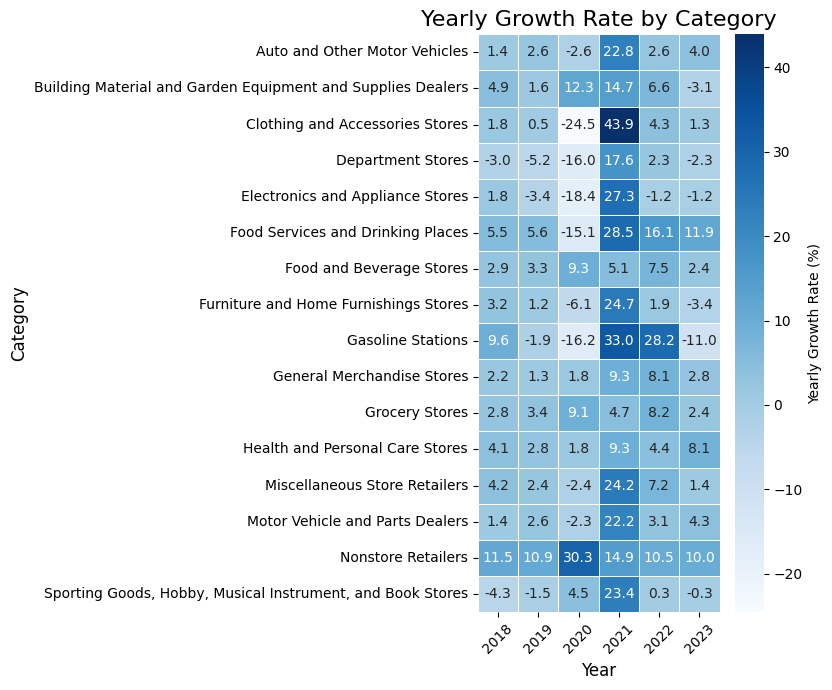 Yearly Growth Rate by Category
Auto and Other Motor Vehicles 1.4 2.6 -2.6 22.8 2.6 4.0
Building Material and Garden Equipment and Supplies Dealers 4.9 1.6 12.3 14.7 6.6 -3.1
Clothing and Accessories Stores 1.8 0.5 -24.5 43.9 4.3 1.3
Department Stores -3.0 -5.2 -16.0 17.6 2.3 -2.3
Electronics and Appliance Stores 1.8 -3.4 -18.4 27.3 -1.2 -1.2
Food Services and Drinking Places 5.5 5.6 -15.1 28.5 16.1 11.9
Food and Beverage Stores 2.9 3.3 9.3 5.1 7.5 2.4
Furniture and Home Furnishings Stores 3.2 1.2 -6.1 24.7 1.9 -3.4
Gasoline Stations 9.6 -1.9 -16.2 33.0 28.2 -11.0
General Merchandise Stores 2.2 1.3 1.8 9.3 8.1 2.8
Grocery Stores 2.8 3.4 9.1 4.7 8.2 2.4
Health and Personal Care Stores 4.1 2.8 1.8 9.3 4.4 8.1
Miscellaneous Store Retailers 4.2 2.4 -2.4 24.2 7.2 1.4
Motor Vehicle and Parts Dealers 1.4 2.6 -2.3 22.2 3.1 4.3
Nonstore Retailers 11.5 10.9 30.3 14.9 10.5 10.0
Sporting Goods, Hobby, Musical Instrument, and Book Stores -4.3 -1.5 4.5 23.4 0.3 -0.3
2018 2019 2020 2021 2022 2023
Year
Category
40
30
20
10
0
−10
−20
Yearly Growth Rate (%)